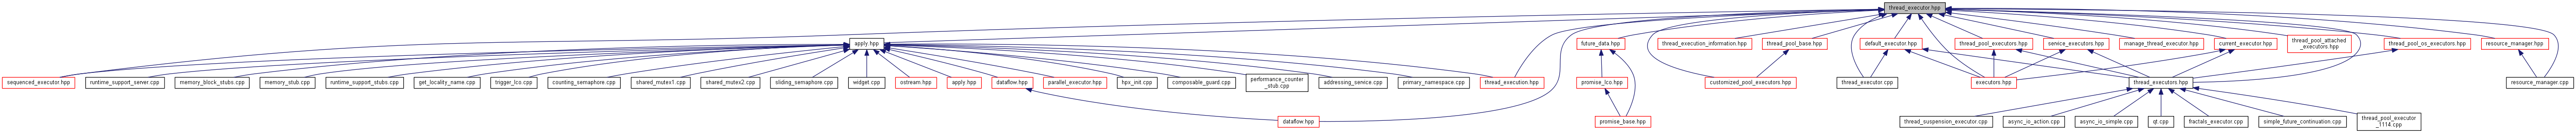 thread_executor.hpp
apply.hpp
future_data.hpp
thread_execution_information.hpp
thread_pool_base.hpp
default_executor.hpp
thread_pool_executors.hpp
service_executors.hpp
manage_thread_executor.hpp
current_executor.hpp
thread_pool_attached
_executors.hpp
thread_pool_os_executors.hpp
resource_manager.hpp
sequenced_executor.hpp
runtime_support_server.cpp
memory_block_stubs.cpp
memory_stub.cpp
runtime_support_stubs.cpp
get_locality_name.cpp
trigger_lco.cpp
counting_semaphore.cpp
shared_mutex1.cpp
shared_mutex2.cpp
sliding_semaphore.cpp
widget.cpp
ostream.hpp
apply.hpp
dataflow.hpp
parallel_executor.hpp
hpx_init.cpp
composable_guard.cpp
performance_counter
_stub.cpp
addressing_service.cpp
primary_namespace.cpp
thread_execution.hpp
promise_lco.hpp
customized_pool_executors.hpp
thread_executor.cpp
executors.hpp
thread_executors.hpp
resource_manager.cpp
dataflow.hpp
promise_base.hpp
thread_suspension_executor.cpp
async_io_action.cpp
async_io_simple.cpp
qt.cpp
fractals_executor.cpp
simple_future_continuation.cpp
thread_pool_executor
_1114.cpp